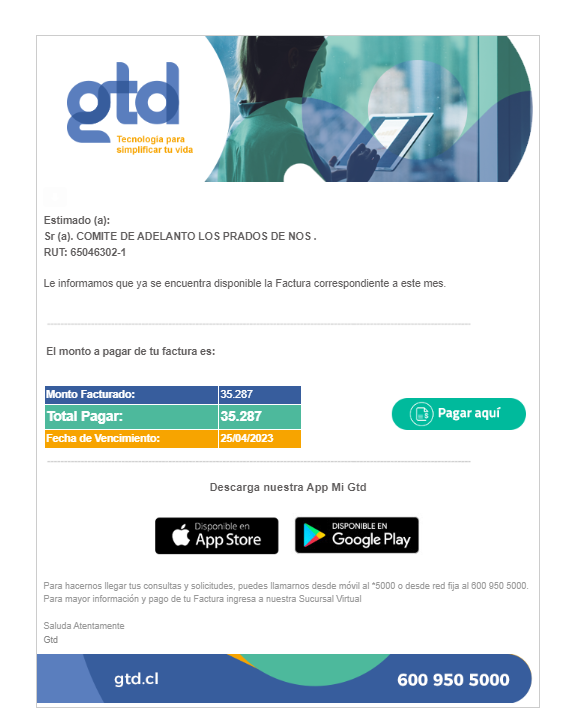 gtd
Tecnología para
simplificar tu vida
Estimado (a):
Sr (a). COMITE DE ADELANTO LOS PRADOS DE NOS .
RUT: 65046302-1
Le informamos que ya se encuentra disponible la Factura correspondiente a este mes.
El monto a pagar de tu factura es:
Monto Facturado: 35.287
Total Pagar: 35.287
Fecha de Vencimiento: 25/04/2023
Pagar aquí
Descarga nuestra App Mi Gtd
Disponible en
App Store
DISPONIBLE EN
Google Play
Para hacernos llegar tus consultas y solicitudes, puedes llamarnos desde móvil al *5000 o desde red fija al 600 950 5000.
Para mayor información y pago de tu Factura ingresa a nuestra Sucursal Virtual
Saluda Atentamente
Gtd
gtd.cl 600 950 5000